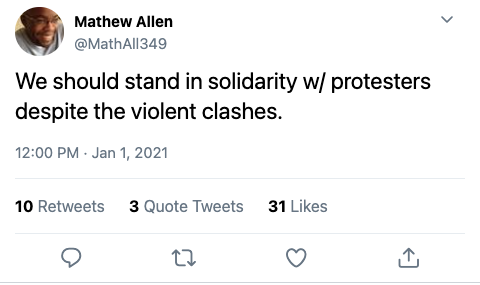 Mathew Allen
@MathAll349
We should stand in solidarity w/ protesters
despite the violent clashes.
12:00 PM · Jan 1, 2021
10 Retweets 3 Quote Tweets 31 Likes